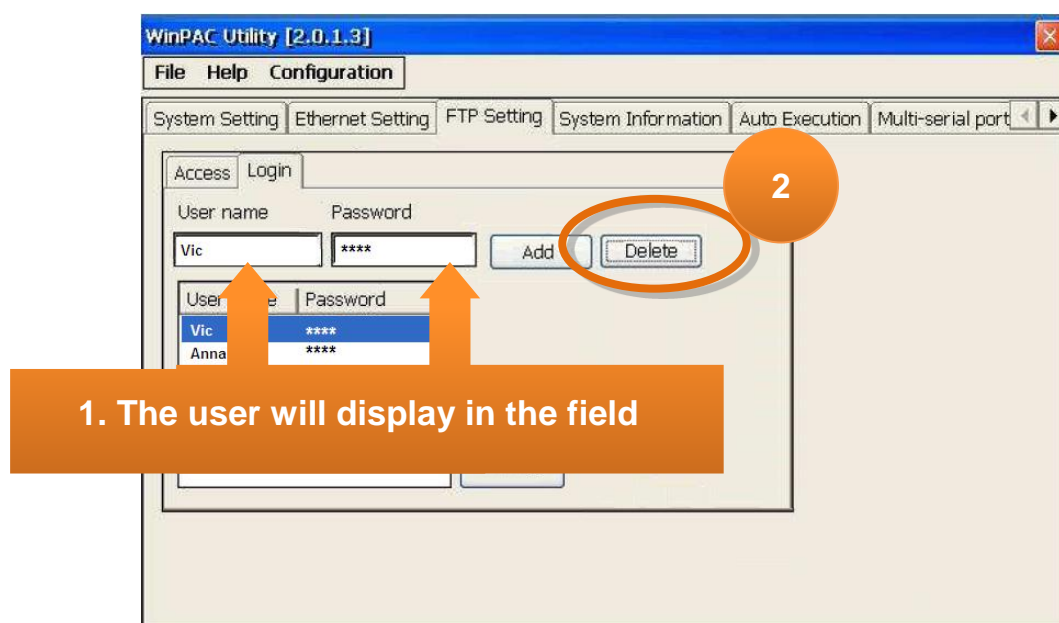 WinPAC Utility [2.0.1.3]
File Help Configuration
System Setting Ethernet Setting FTP Setting System Information Auto Execution Multi-serial port
Access Login
2
User name Password
Vic **** Add Delete
User Password
Vic ****
Anna ****
1. The user will display in the field